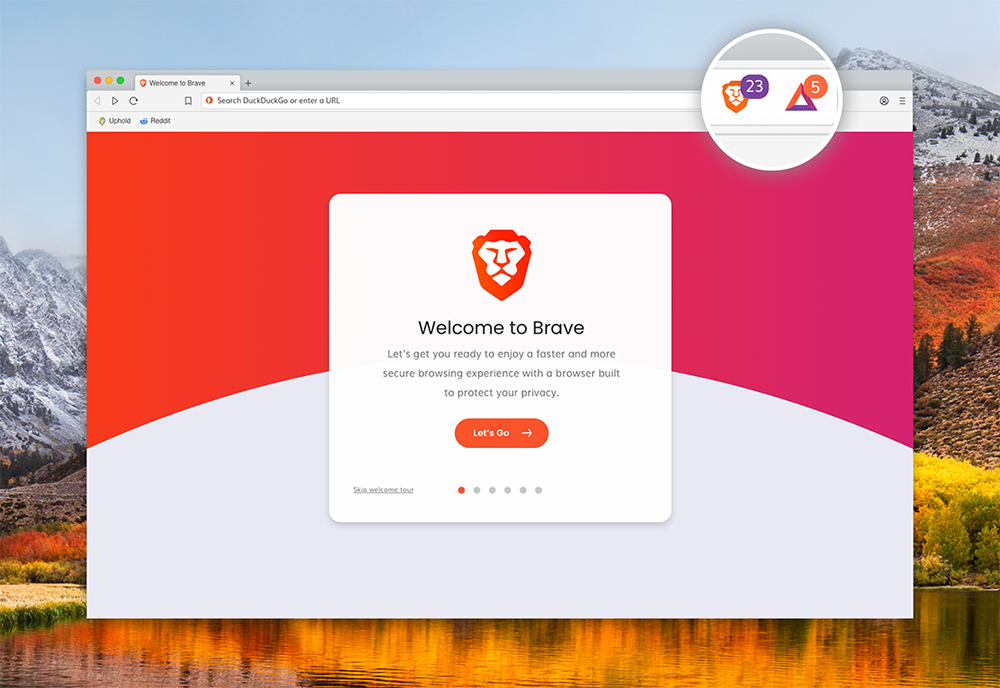 Welcome to Brave
Search DuckDuckGo or enter a URL
23
5
Uphold
Reddit
Welcome to Brave
Let's get you ready to enjoy a faster and more
secure browsing experience with a browser built
to protect your privacy.
Let's Go
Skip welcome tour